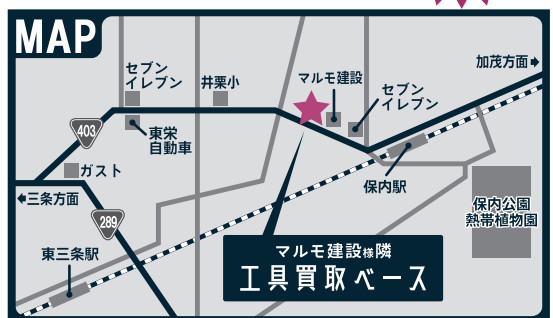 MAP
加茂方面
セブン
イレブン
井栗小
マルモ建設
セブン
イレブン
403
東栄
自動車
ガスト
保内駅
三条方面
保内公園
熱帯植物園
289
東三条駅
マルモ建設様隣
工具買取ベース